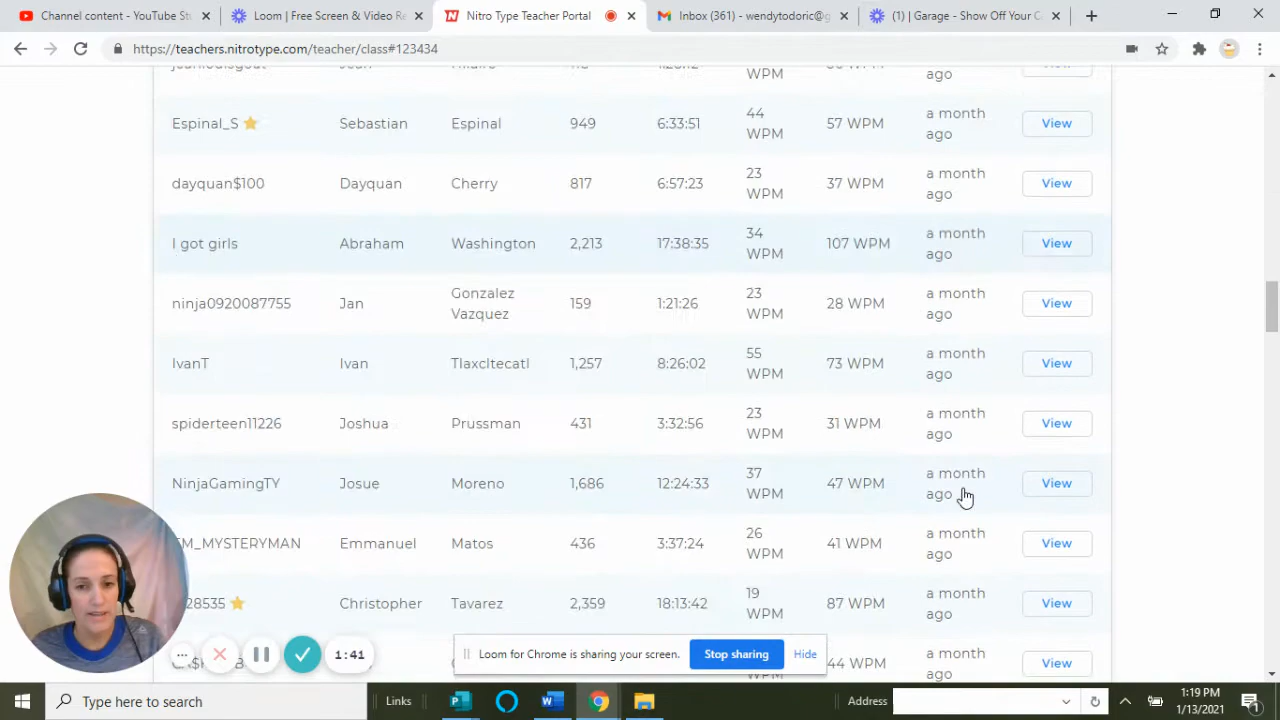 Channel content - YouTube S
Loom | Free Screen & Video Re
Nitro Type Teacher Portal
Inbox (361) - wendytodoric@g
(1) | Garage - Show Off Your C
https://teachers.nitrotype.com/teacher/class#123434
WPM ago
Espinal_S Sebastian Espinal 949 6:33:51 44 WPM 57 WPM a month ago View
dayquan$100 Dayquan Cherry 817 6:57:23 23 WPM 37 WPM a month ago View
I got girls Abraham Washington 2,213 17:38:35 34 WPM 107 WPM a month ago View
ninja0920087755 Jan Gonzalez Vazquez 159 1:21:26 23 WPM 28 WPM a month ago View
IvanT Ivan Tlaxcltecatl 1,257 8:26:02 55 WPM 73 WPM a month ago View
spiderteen11226 Joshua Prussman 431 3:32:56 23 WPM 31 WPM a month ago View
NinjaGamingTY Josue Moreno 1,686 12:24:33 37 WPM 47 WPM a month ago View
M_MYSTERYMAN Emmanuel Matos 436 3:37:24 26 WPM 41 WPM a month ago View
28535 Christopher Tavarez 2,359 18:13:42 19 WPM 87 WPM a month ago View
44 WPM a month ago View
1:41
Loom for Chrome is sharing your screen. Stop sharing Hide
Type here to search
Links
Address
1:19 PM
1/13/2021
1